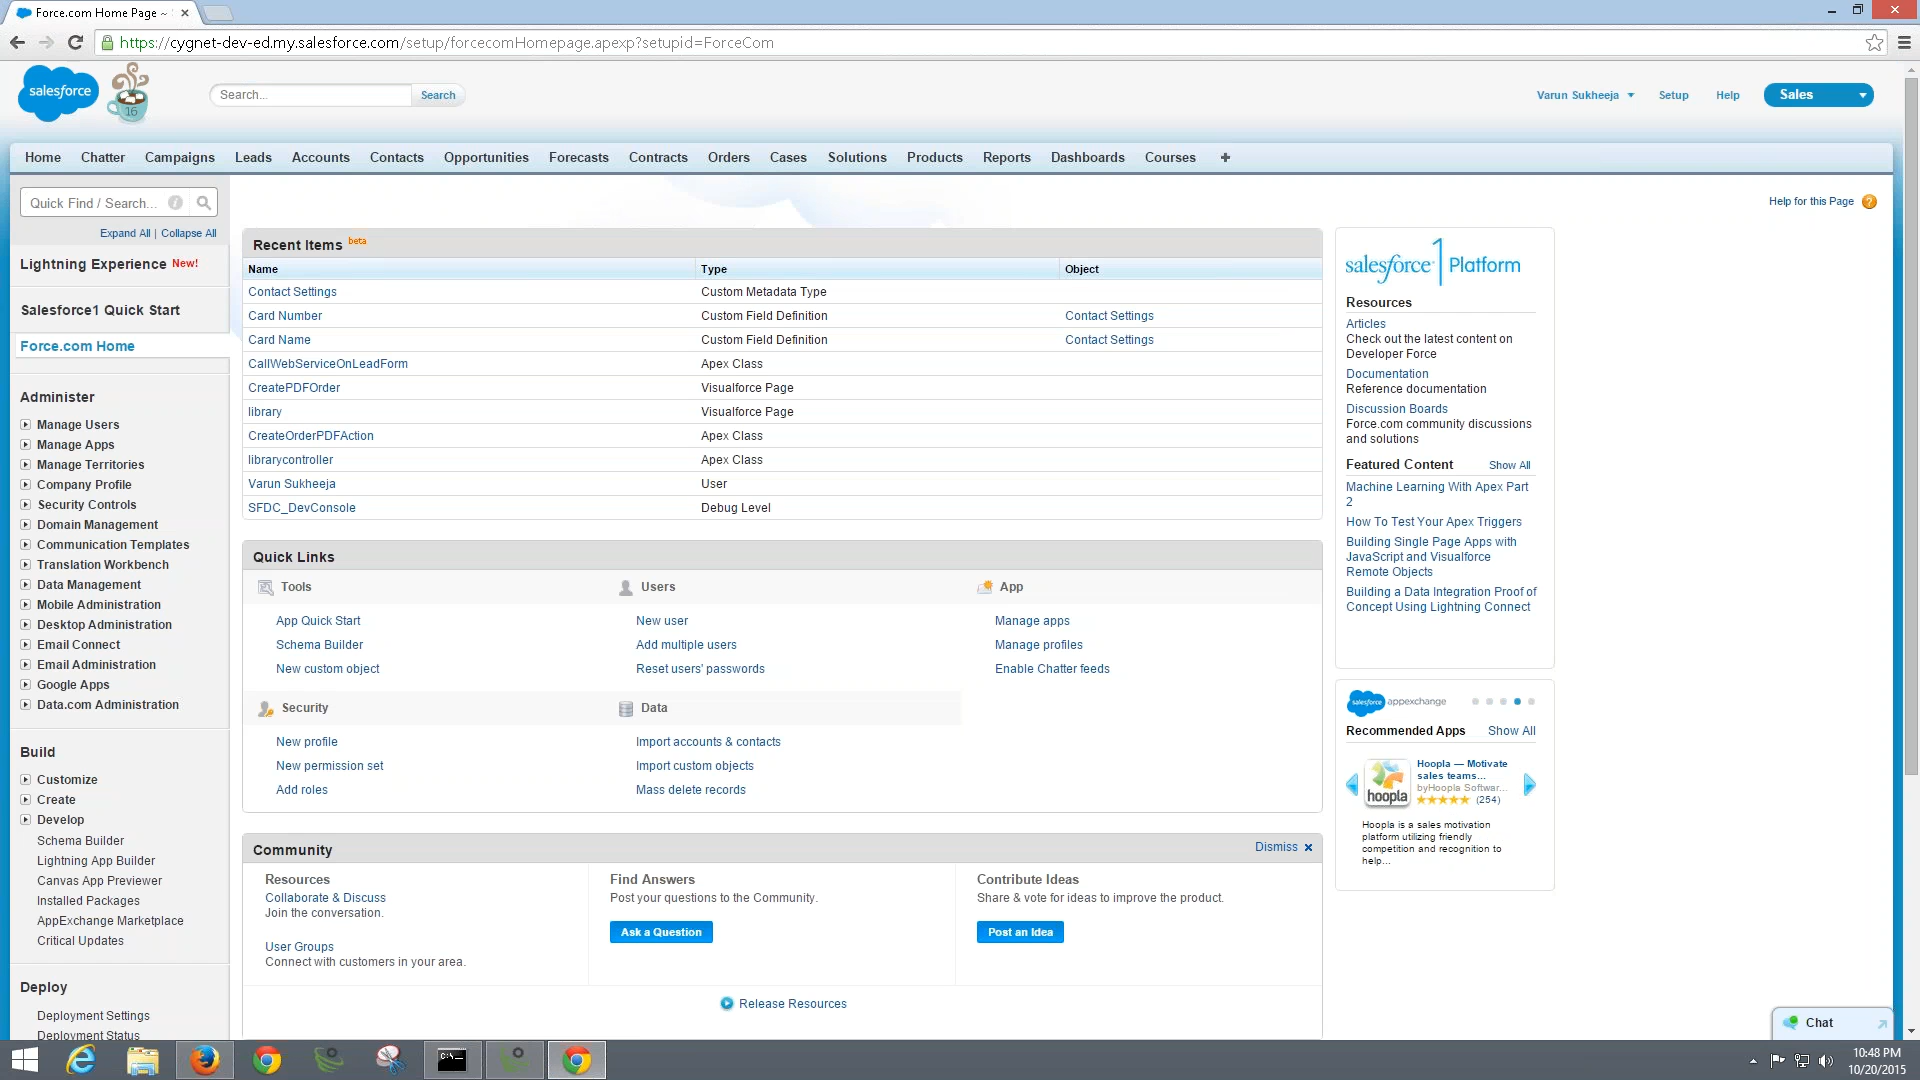 Force.com Home Page ~
https://cygnet-dev-ed.my.salesforce.com/setup/forcecomHomepage.apexp?setupid=ForceCom
salesforce
16
Search...
Search
Varun Sukheeja
Setup
Help
Sales
Home
Chatter
Campaigns
Leads
Accounts
Contacts
Opportunities
Forecasts
Contracts
Orders
Cases
Solutions
Products
Reports
Dashboards
Courses
+
Quick Find / Search...
Expand All | Collapse All
Lightning Experience New!
Salesforce1 Quick Start
Force.com Home
Administer
Manage Users
Manage Apps
Manage Territories
Company Profile
Security Controls
Domain Management
Communication Templates
Translation Workbench
Data Management
Mobile Administration
Desktop Administration
Email Connect
Email Administration
Google Apps
Data.com Administration
Build
Customize
Create
Develop
Schema Builder
Lightning App Builder
Canvas App Previewer
Installed Packages
AppExchange Marketplace
Critical Updates
Deploy
Deployment Settings
Deployment Status
Help for this Page ?
Recent Items beta
Name Type Object
Contact Settings Custom Metadata Type
Card Number Custom Field Definition Contact Settings
Card Name Custom Field Definition Contact Settings
CallWebServiceOnLeadForm Apex Class
CreatePDFOrder Visualforce Page
library Visualforce Page
CreateOrderPDFAction Apex Class
librarycontroller Apex Class
Varun Sukheeja User
SFDC_DevConsole Debug Level
Quick Links
Tools
App Quick Start
Schema Builder
New custom object
Users
New user
Add multiple users
Reset users' passwords
App
Manage apps
Manage profiles
Enable Chatter feeds
Security
New profile
New permission set
Add roles
Data
Import accounts & contacts
Import custom objects
Mass delete records
Community
Dismiss x
Resources
Collaborate & Discuss
Join the conversation.
User Groups
Connect with customers in your area.
Find Answers
Post your questions to the Community.
Ask a Question
Contribute Ideas
Share & vote for ideas to improve the product.
Post an Idea
Release Resources
salesforce1 Platform
Resources
Articles
Check out the latest content on
Developer Force
Documentation
Reference documentation
Discussion Boards
Force.com community discussions
and solutions
Featured Content Show All
Machine Learning With Apex Part
2
How To Test Your Apex Triggers
Building Single Page Apps with
JavaScript and Visualforce
Remote Objects
Building a Data Integration Proof of
Concept Using Lightning Connect
salesforce appexchange
Recommended Apps Show All
hoopla
Hoopla — Motivate
sales teams...
byHoopla Softwar...
(254)
Hoopla is a sales motivation
platform utilizing friendly
competition and recognition to
help...
Chat
C:\
10:48 PM
10/20/2015